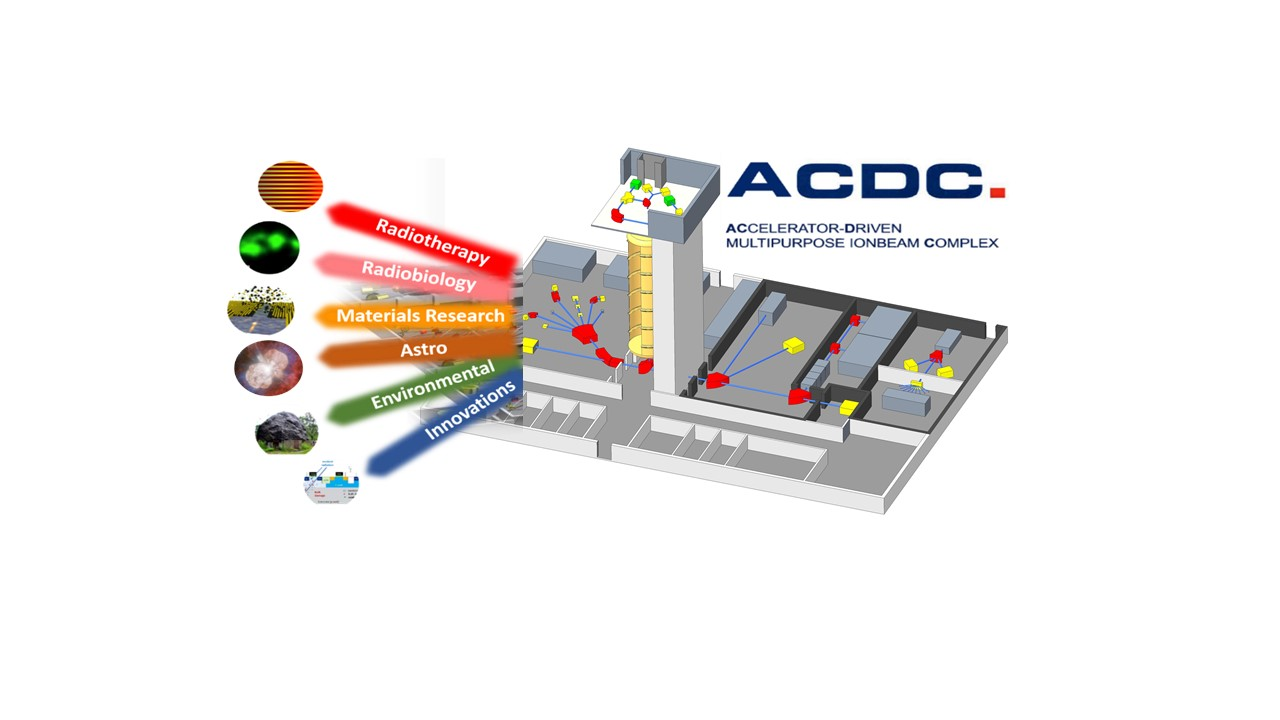 ACDC.
ACCELERATOR-DRIVEN
MULTIPURPOSE IONBEAM COMPLEX
Radiotherapy
Radiobiology
Materials Research
Astro
Environmental
Innovations